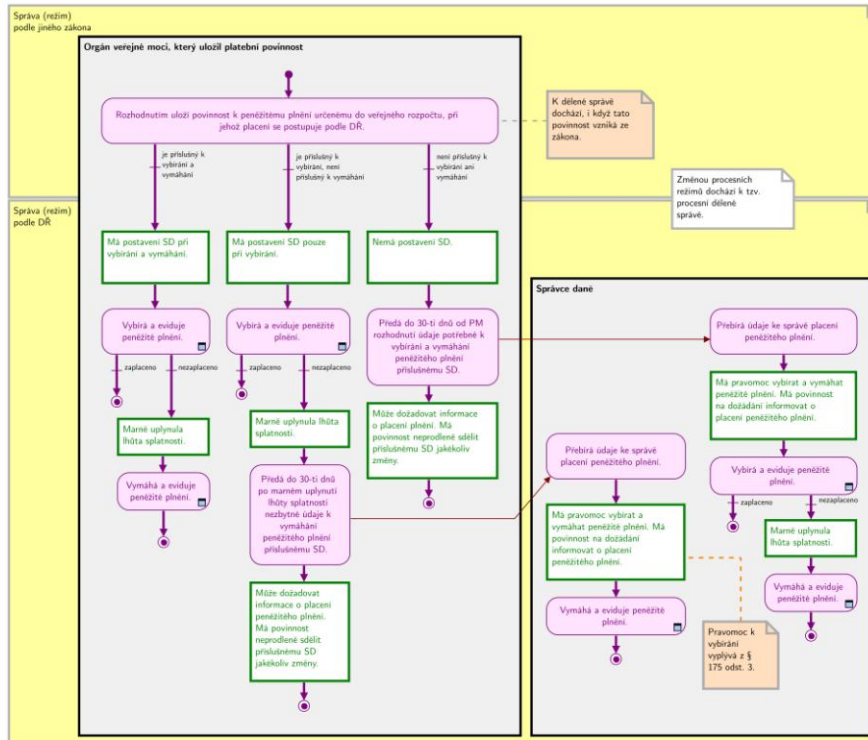 Správa (režim)
podle jiného zákona
Orgán veřejné moci, který uložil platební povinnost
Rozhodnutím uloží povinnost k peněžitému plnění určenému do veřejného rozpočtu, při
jehož placení se postupuje podle DŘ.
K dělené správě
dochází, i když tato
povinnost vzniká ze
zákona.
je příslušný k
vybírání a
vymáhání
je příslušný k
vybírání, není
příslušný k vymáhání
není příslušný k
vybírání ani
vymáhání
Změnou procesních
režimů dochází k tzv.
procesní dělené
správě.
Správa (režim)
podle DŘ
Má postavení SD při
vybírání a vymáhání.
Má postavení SD pouze
při vybírání.
Nemá postavení SD.
Vybírá a eviduje
peněžité plnění.
Vybírá a eviduje peněžité
plnění.
Předá do 30-ti dnů od PM
rozhodnutí údaje potřebné k
vybírání a vymáhání
peněžitého plnění
příslušnému SD.
zaplaceno
nezaplaceno
zaplaceno
nezaplaceno
Marně uplynula
lhůta splatnosti.
Marně uplynula
lhůta splatnosti.
Může dožadovat informace
o placení plnění. Má
povinnost neprodleně sdělit
příslušnému SD jakékoliv
změny.
Vymáhá a eviduje
peněžité plnění.
Předá do 30-ti dnů
po marném uplynutí
lhůty splatnosti
nezbytné údaje k
vymáhání
peněžitého plnění
příslušnému SD.
Může dožadovat
informace o placení
peněžitého plnění.
Má povinnost
neprodleně sdělit
příslušnému SD
jakékoliv změny.
Správce daně
Přebírá údaje ke správě placení
peněžitého plnění.
Má pravomoc vybírat a vymáhat
peněžité plnění. Má povinnost
na dožádání informovat o
placení peněžitého plnění.
Přebírá údaje ke správě
placení peněžitého plnění.
Vybírá a eviduje peněžité
plnění.
zaplaceno
nezaplaceno
Má pravomoc vybírat a
vymáhat peněžité plnění. Má
povinnost na dožádání
informovat o placení
peněžitého plnění.
Marně uplynula
lhůta splatnosti.
Vymáhá a eviduje peněžité
plnění.
Vymáhá a eviduje
peněžité plnění.
Pravomoc k
vybírání
vyplývá z §
175 odst. 3.